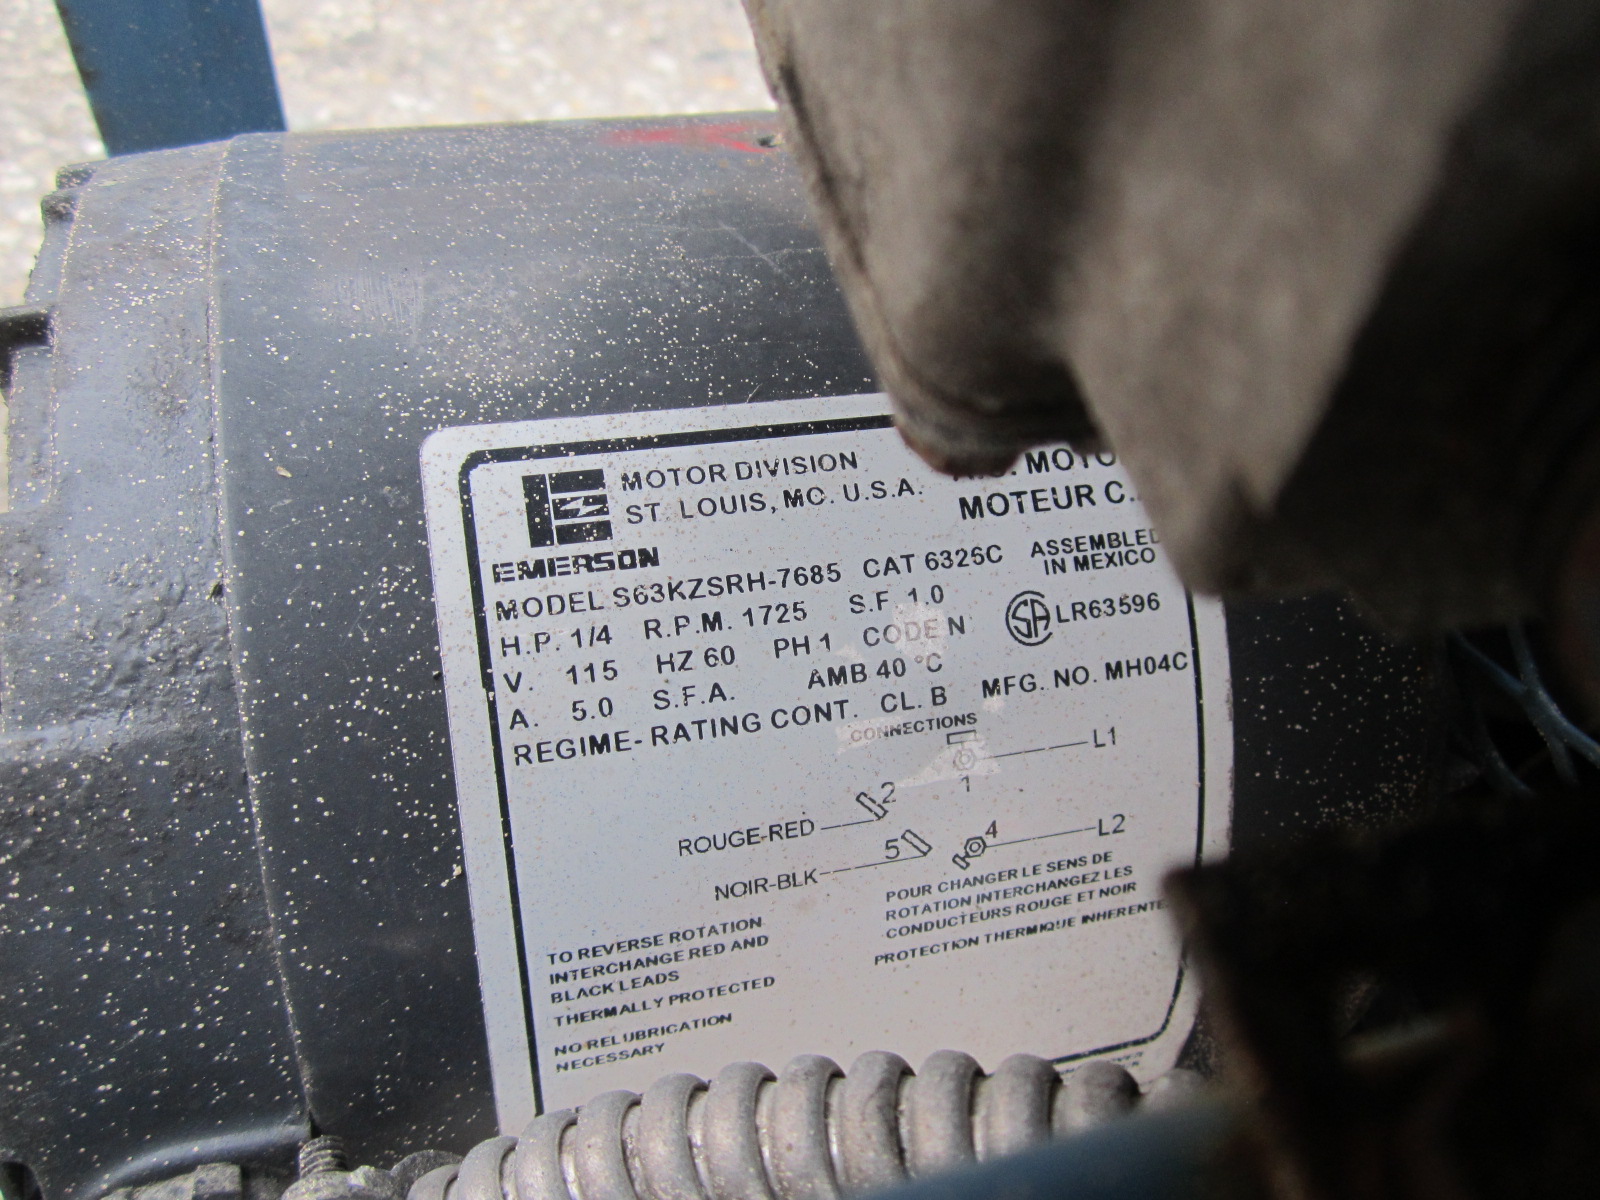 MOTOR DIVISION
ST. LOUIS, MO. U.S.A.
MOTEUR C.
EMERSON
MODEL S63KZSRH-7685 CAT 6326C
ASSEMBLED
IN MEXICO
H.P. 1/4 R.P.M. 1725 S.F 1.0
V. 115 HZ 60 PH 1 CODE N
LR63596
A. 5.0 S.F.A. AMB 40 °C
REGIME- RATING CONT. CL. B MFG. NO. MH04C
CONNECTIONS
L1
1
2
ROUGE-RED
4
L2
5
NOIR-BLK
TO REVERSE ROTATION
INTERCHANGE RED AND
BLACK LEADS
THERMALLY PROTECTED
NO RELUBRICATION
NECESSARY
POUR CHANGER LE SENS DE
ROTATION INTERCHANGEZ LES
CONDUCTEURS ROUGE ET NOIR
PROTECTION THERMIQUE INHERENTE